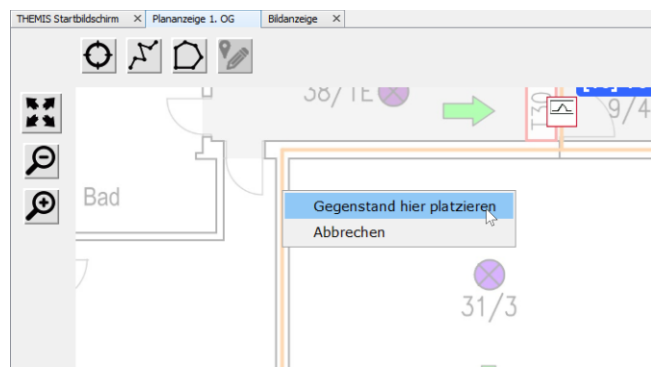 THEMIS Startbildschirm × Plananzeige 1. OG Bildanzeige ×
38/1E
T30
9/4
Bad
Gegenstand hier platzieren
Abbrechen
31/3